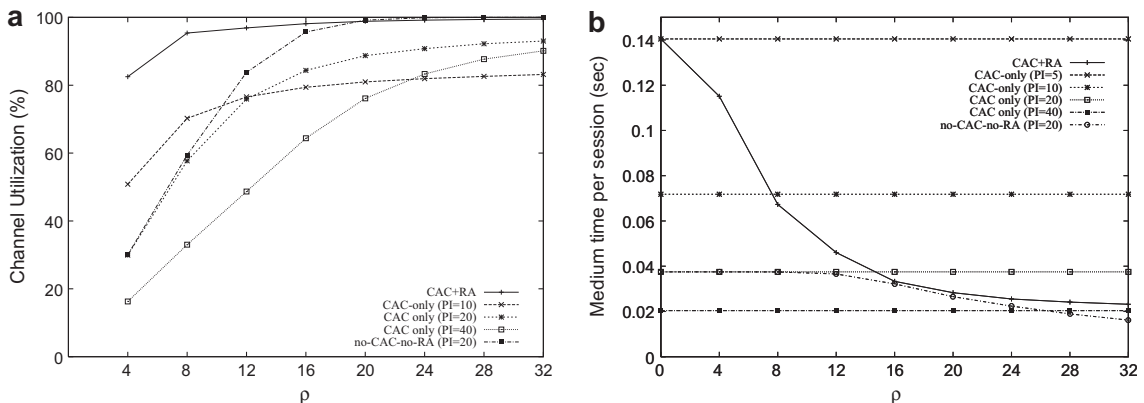 a
Channel Utilization (%)
100
80
60
40
20
0
4 8 12 16 20 24 28 32
ρ
CAC+RA
CAC-only (PI=10)
CAC only (PI=20)
CAC only (PI=40)
no-CAC-no-RA (PI=20)
b
Medium time per session (sec)
0.14
0.12
0.1
0.08
0.06
0.04
0.02
0
0 4 8 12 16 20 24 28 32
ρ
CAC+RA
CAC-only (PI=5)
CAC-only (PI=10)
CAC only (PI=20)
CAC only (PI=40)
no-CAC-no-RA (PI=20)